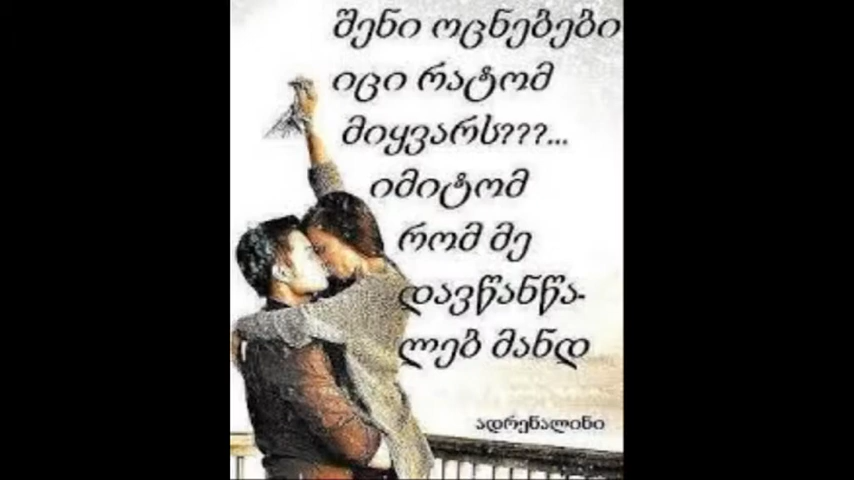 შენი ოცნებები
იცი რატომ
მიყვარს???...
იმიტომ
რომ მე
დავწანწა-
ლებ მანდ
ადრენალინი